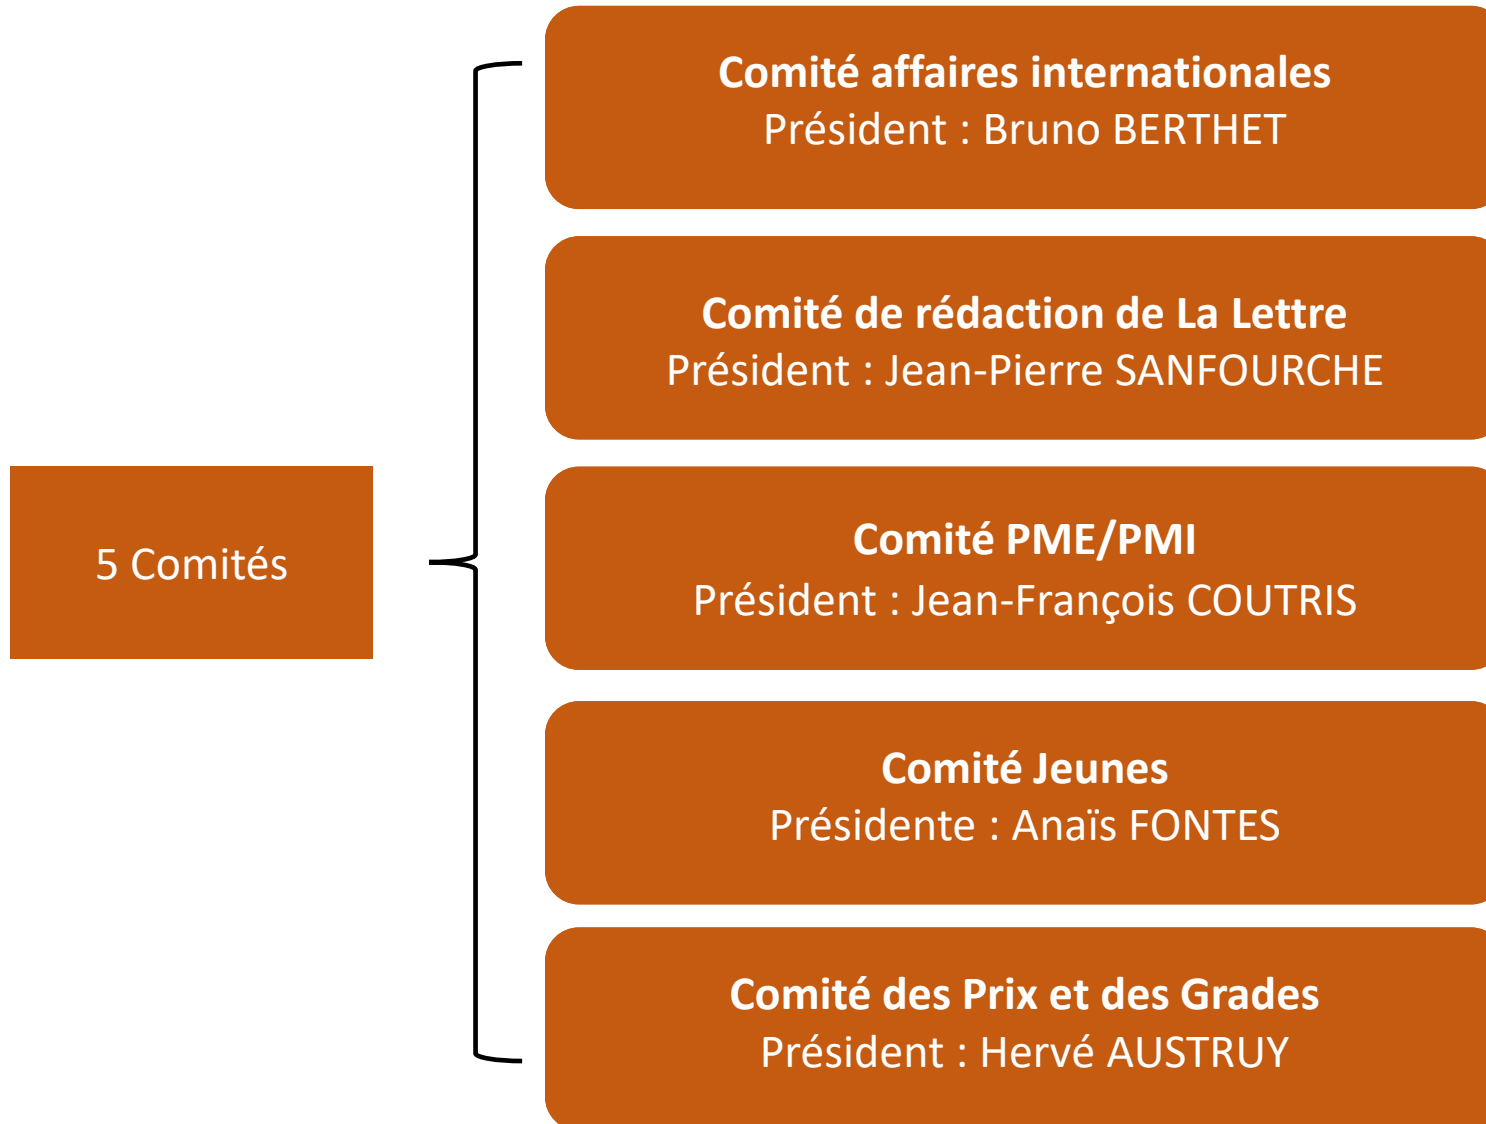 Comité affaires internationales
Président : Bruno BERTHET
Comité de rédaction de La Lettre
Président : Jean-Pierre SANFOURCHE
5 Comités
Comité PME/PMI
Président : Jean-François COUTRIS
Comité Jeunes
Présidente : Anaïs FONTES
Comité des Prix et des Grades
Président : Hervé AUSTRUY